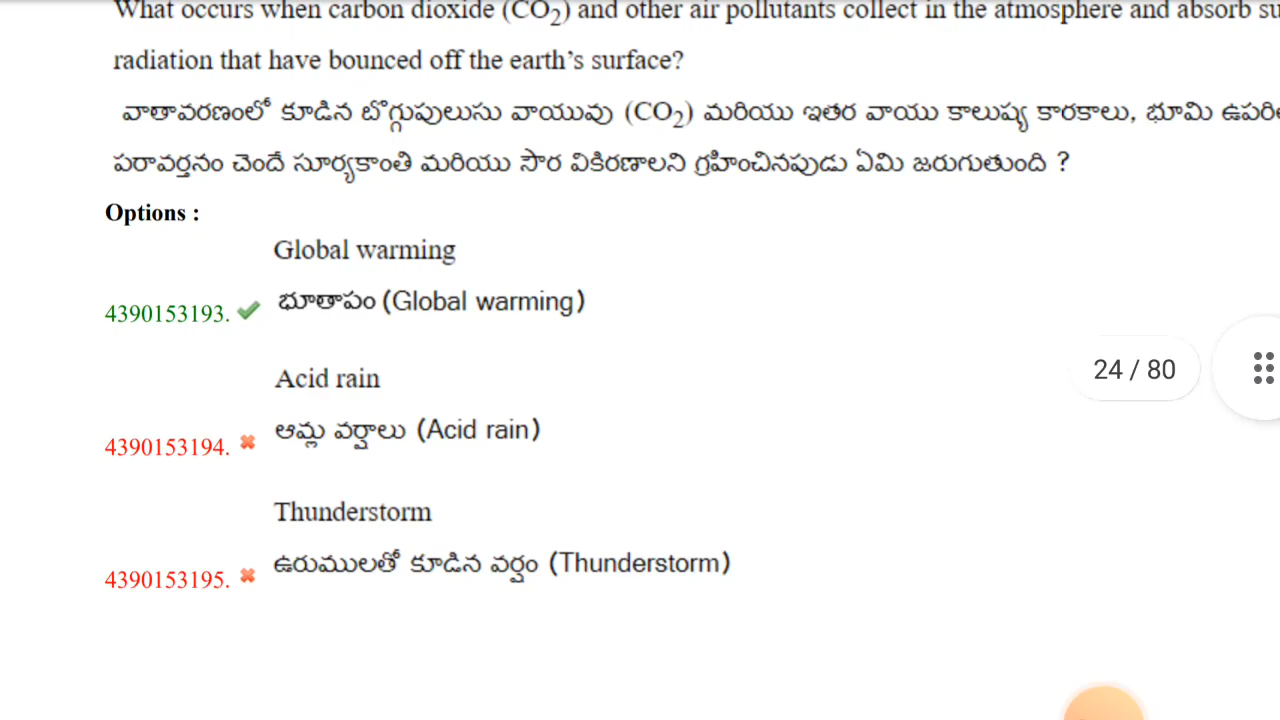 What occurs when carbon dioxide (CO2) and other air pollutants collect in the atmosphere and absorb
radiation that have bounced off the earth's surface?
వాతావరణంలో కూడిన బొగ్గుపులుసు వాయువు (CO2) మరియు ఇతర వాయు కాలుష్య కారకాలు, భూమి
పరావర్తనం చెందే సూర్యకాంతి మరియు సౌర వికిరణాలని గ్రహించినపుడు ఏమి జరుగుతుంది ?
Options :
Global warming
4390153193. భూతాపం (Global warming)
24 / 80
Acid rain
4390153194. ఆమ్ల వర్షాలు (Acid rain)
Thunderstorm
4390153195. ఉరుములతో కూడిన వర్షం (Thunderstorm)